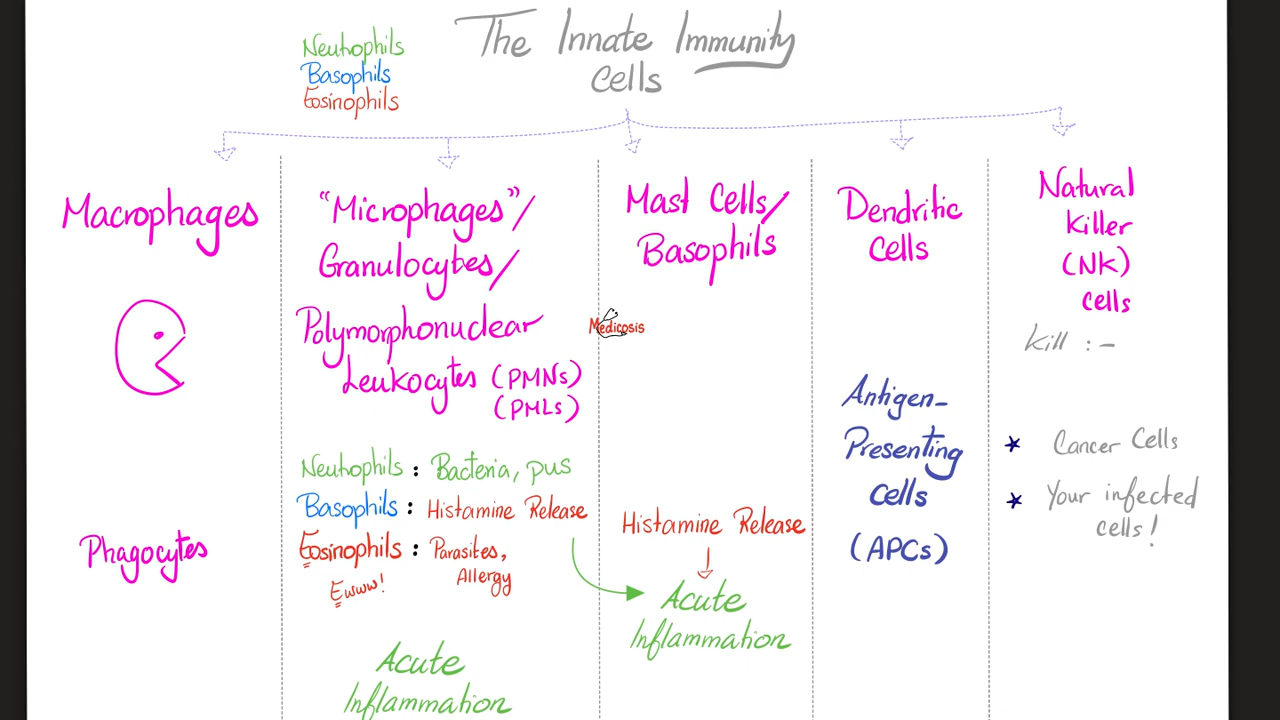 The Innate Immunity
Cells
Neutrophils
Basophils
Eosinophils
Macrophages
Phagocytes
"Microphages"/
Granulocytes/
Polymorphonuclear
Leukocytes (PMNs)
(PMLs)
Neutrophils : Bacteria, pus
Basophils : Histamine Release
Eosinophils : Parasites,
Allergy
Ewww!
Acute
Inflammation
Mast Cells/
Basophils
Medicosis
Histamine Release
Acute
Inflammation
Dendritic
Cells
Antigen-
Presenting
Cells
(APCs)
Natural
Killer
(NK)
Cells
Kill :-
* Cancer Cells
* Your infected
cells!